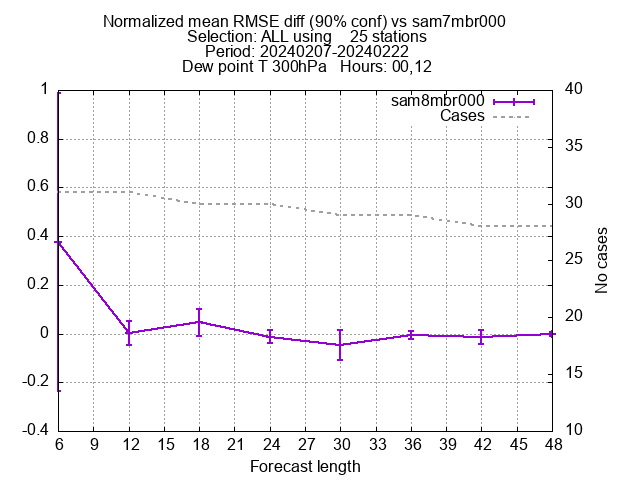 Normalized mean RMSE diff (90% conf) vs sam7mbr000
Selection: ALL using    25 stations
Period: 20240207-20240222
Dew point T 300hPa   Hours: 00,12
sam8mbr000
Cases
1
0.8
0.6
0.4
0.2
0
-0.2
-0.4
40
35
30
25
20
15
10
No cases
6 9 12 15 18 21 24 27 30 33 36 39 42 45 48
Forecast length